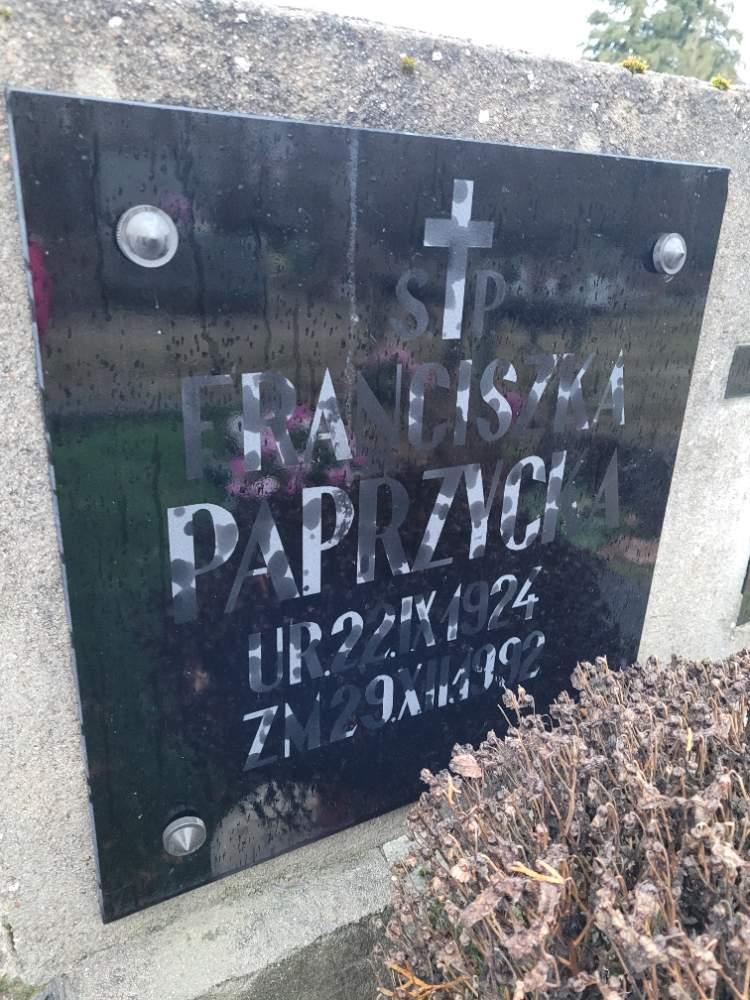 S P
FRANCISZKA
PAPRZYCKA
UR. 22.IX 1924
ZM 29.XII.1992